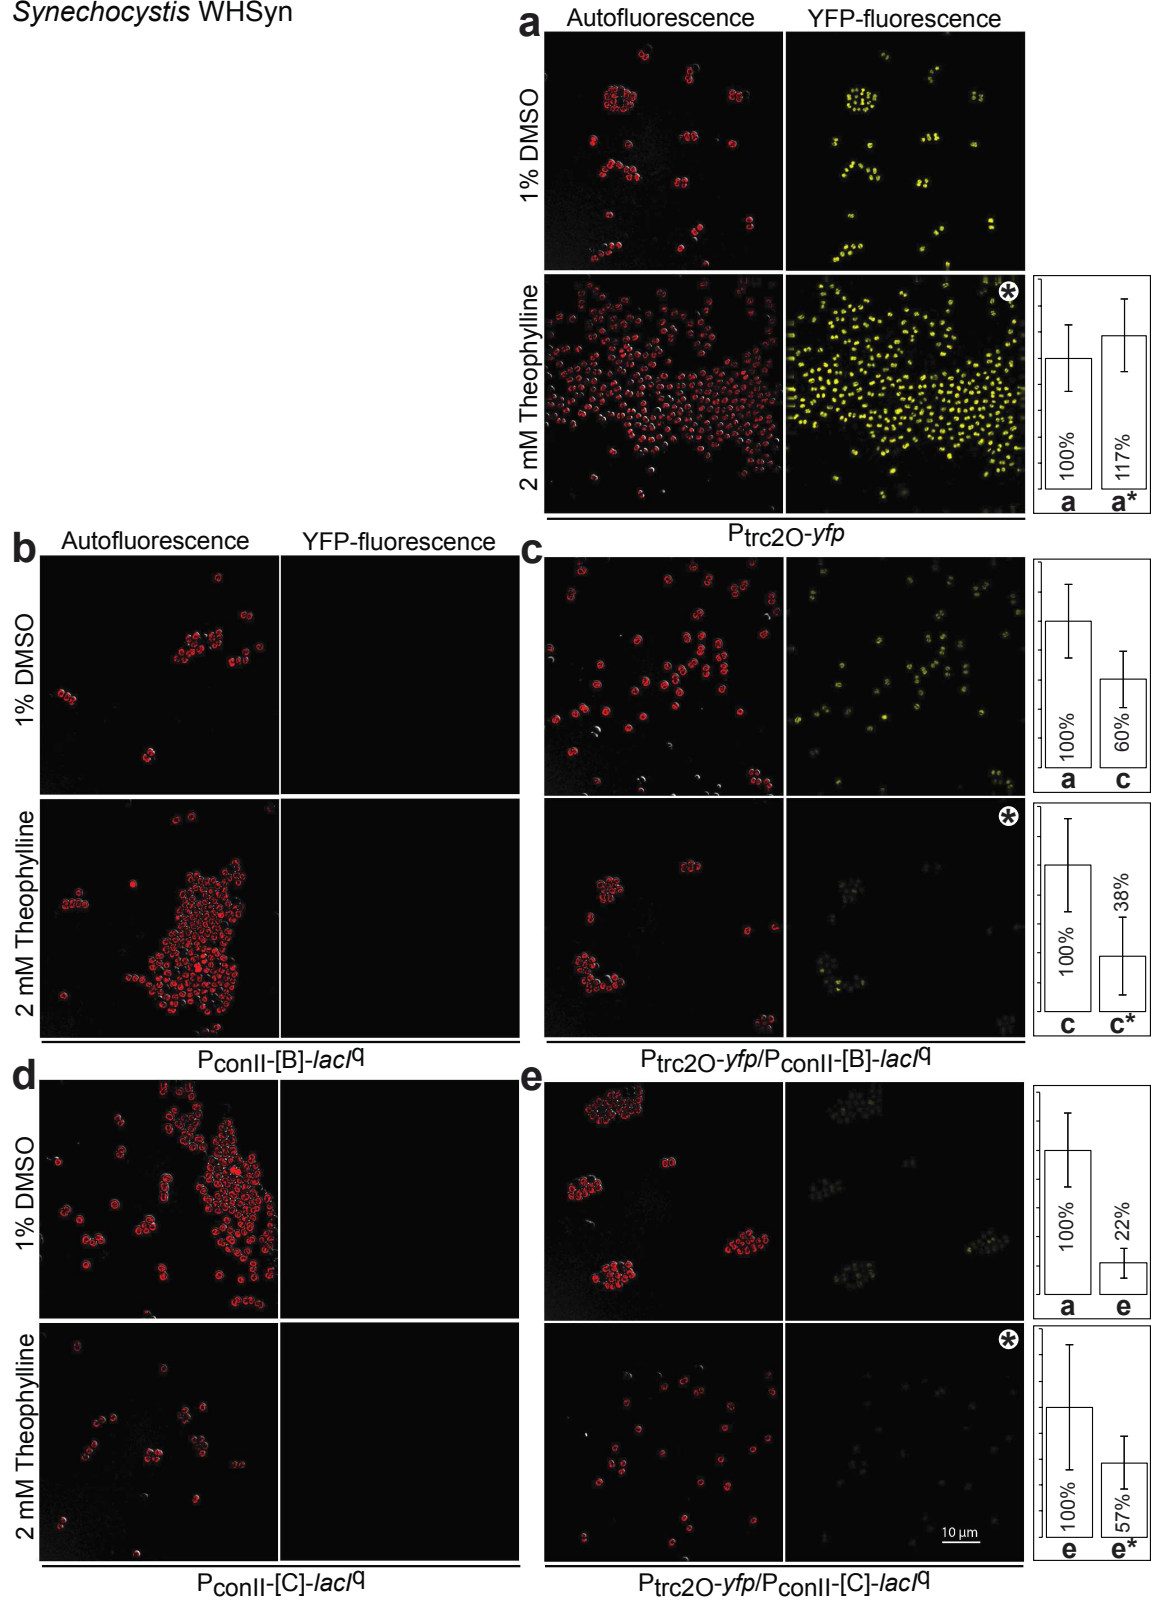 Synechocystis WHSyn
a Autofluorescence YFP-fluorescence
1% DMSO
2 mM Theophylline
*
100% 117%
a a*
Ptrc2O-yfp
b Autofluorescence YFP-fluorescence
c
1% DMSO
100% 60%
a c
2 mM Theophylline
*
100% 38%
c c*
PconII-[B]-lacIq
Ptrc2O-yfp/PconII-[B]-lacIq
d
e
1% DMSO
100% 22%
a e
2 mM Theophylline
*
10 µm
100% 57%
e e*
PconII-[C]-lacIq
Ptrc2O-yfp/PconII-[C]-lacIq